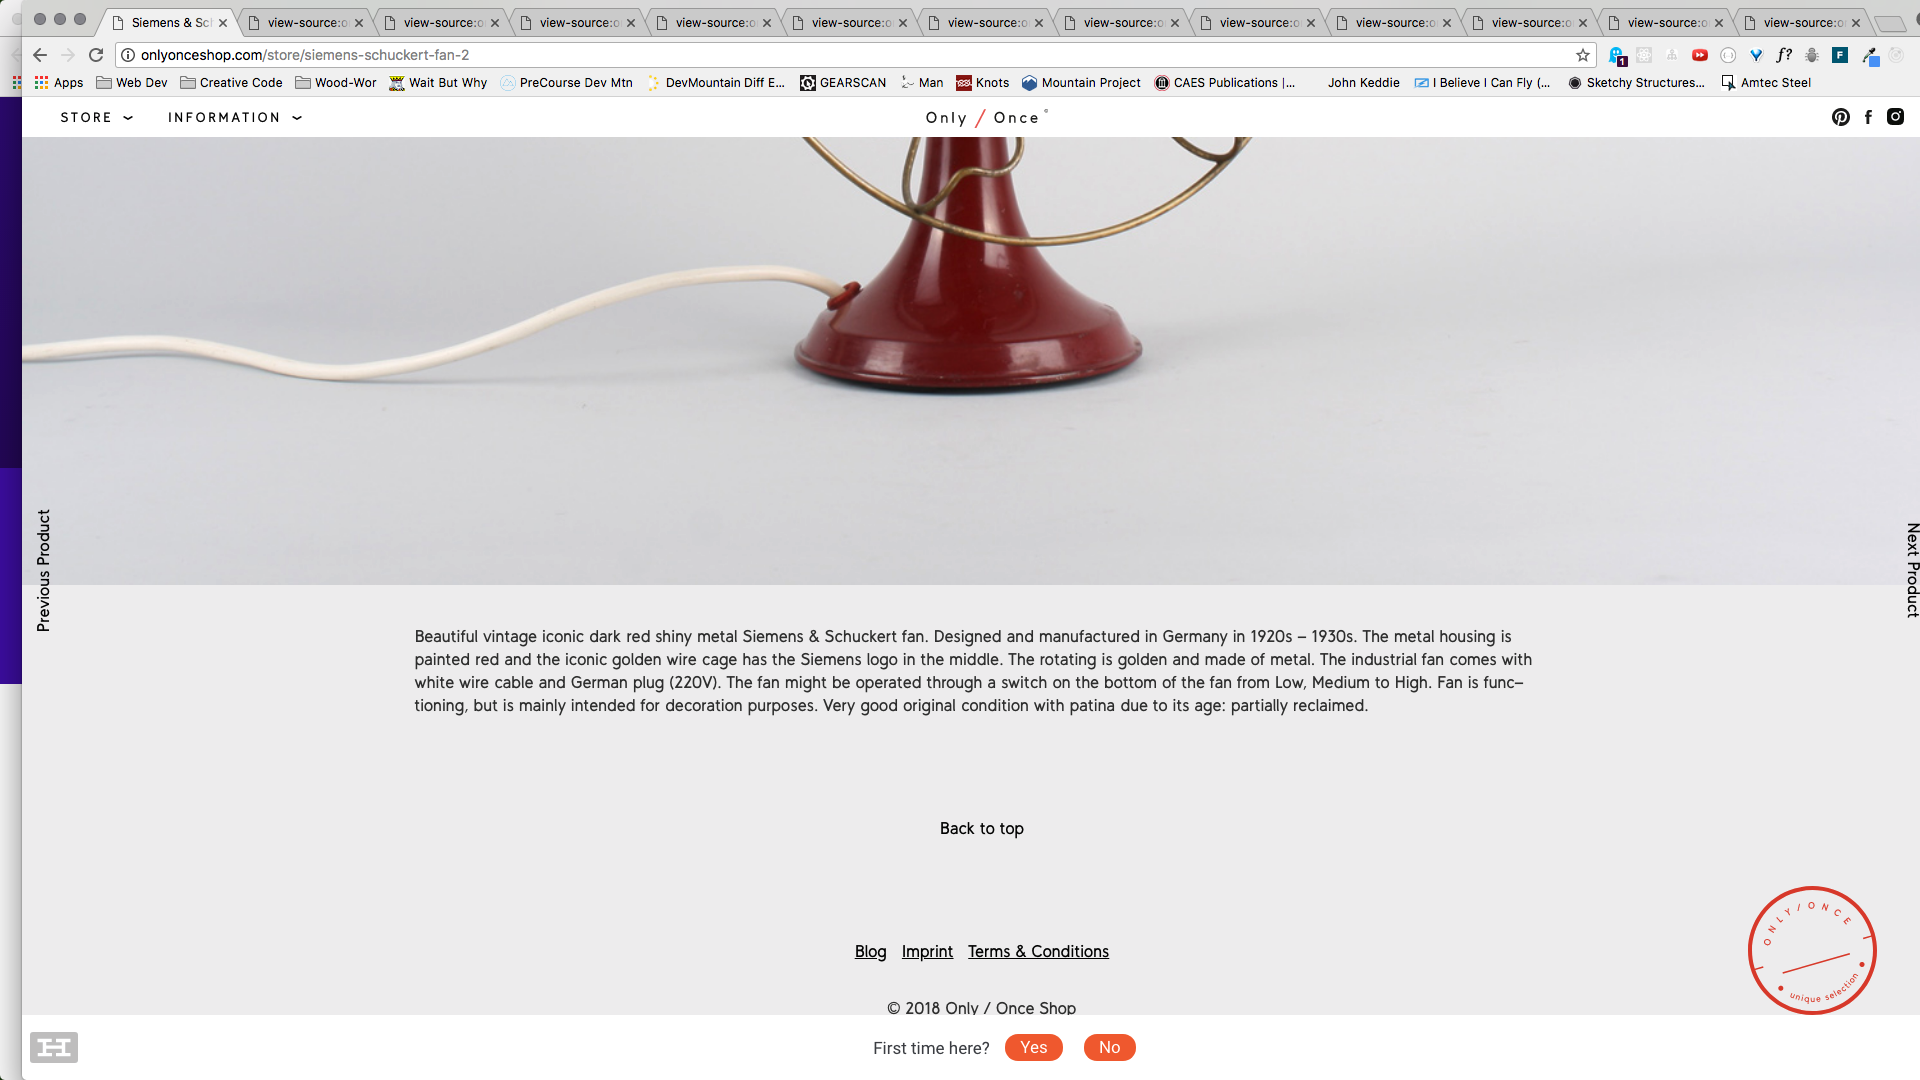 Siemens & Sc
view-source:o
view-source:o
view-source:o
view-source:o
view-source:o
view-source:o
view-source:o
view-source:o
view-source:o
view-source:o
view-source:o
view-source:o
onlyonceshop.com/store/siemens-schuckert-fan-2
1
f?
F
Apps
Web Dev
Creative Code
Wood-Wor
Wait But Why
PreCourse Dev Mtn
DevMountain Diff E...
GEARSCAN
Man
Knots
Mountain Project
CAES Publications |...
John Keddie
I Believe I Can Fly (...
Sketchy Structures...
Amtec Steel
STORE
INFORMATION
Only / Once
Previous Product
Next Product
Beautiful vintage iconic dark red shiny metal Siemens & Schuckert fan. Designed and manufactured in Germany in 1920s – 1930s. The metal housing is
painted red and the iconic golden wire cage has the Siemens logo in the middle. The rotating is golden and made of metal. The industrial fan comes with
white wire cable and German plug (220V). The fan might be operated through a switch on the bottom of the fan from Low, Medium to High. Fan is func–
tioning, but is mainly intended for decoration purposes. Very good original condition with patina due to its age: partially reclaimed.
Back to top
ONLY/ONCE
unique selection
Blog Imprint Terms & Conditions
© 2018 Only / Once Shop
First time here? Yes No